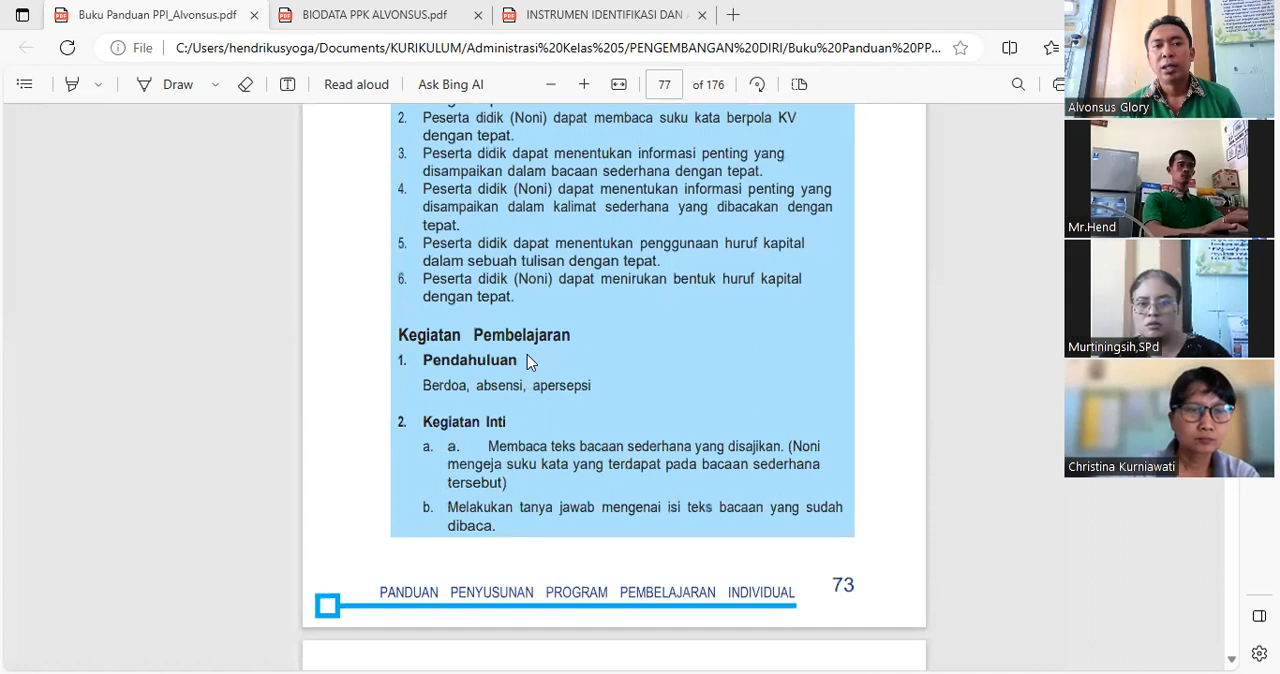 Buku Panduan PPI_Alvonsus.pdf
BIODATA PPK ALVONSUS.pdf
INSTRUMEN IDENTIFIKASI DAN
File
C:/Users/hendrikusyoga/Documents/KURIKULUM/Administrasi%20Kelas%205/PENGEMBANGAN%20DIRI/Buku%20Panduan%20PP...
Draw
Read aloud
Ask Bing AI
77
of 176
2. Peserta didik (Noni) dapat membaca suku kata berpola KV
dengan tepat.
3. Peserta didik dapat menentukan informasi penting yang
disampaikan dalam bacaan sederhana dengan tepat.
4. Peserta didik (Noni) dapat menentukan informasi penting yang
disampaikan dalam kalimat sederhana yang dibacakan dengan
tepat.
5. Peserta didik dapat menentukan penggunaan huruf kapital
dalam sebuah tulisan dengan tepat.
6. Peserta didik (Noni) dapat menirukan bentuk huruf kapital
dengan tepat.
Kegiatan Pembelajaran
1. Pendahuluan
Berdoa, absensi, apersepsi
2. Kegiatan Inti
a. a. Membaca teks bacaan sederhana yang disajikan. (Noni
mengeja suku kata yang terdapat pada bacaan sederhana
tersebut)
b. Melakukan tanya jawab mengenai isi teks bacaan yang sudah
dibaca.
PANDUAN PENYUSUNAN PROGRAM PEMBELAJARAN INDIVIDUAL
73
Alvonsus Glory
Mr.Hend
Murtiningsih,SPd
Christina Kurniawati